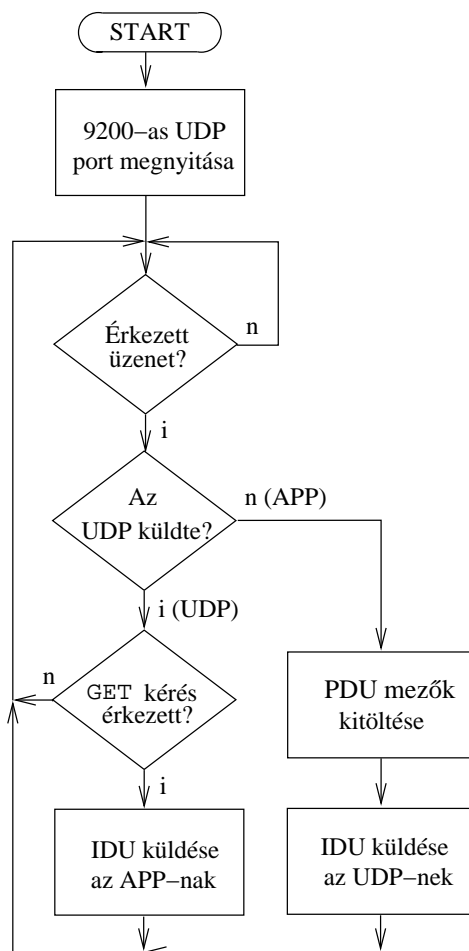 START
9200−as UDP
port megnyitása
Érkezett
üzenet?
n
i
Az
UDP küldte?
n (APP)
i (UDP)
n
GET kérés
érkezett?
PDU mezők
kitöltése
i
IDU küldése
az APP−nak
IDU küldése
az UDP−nek